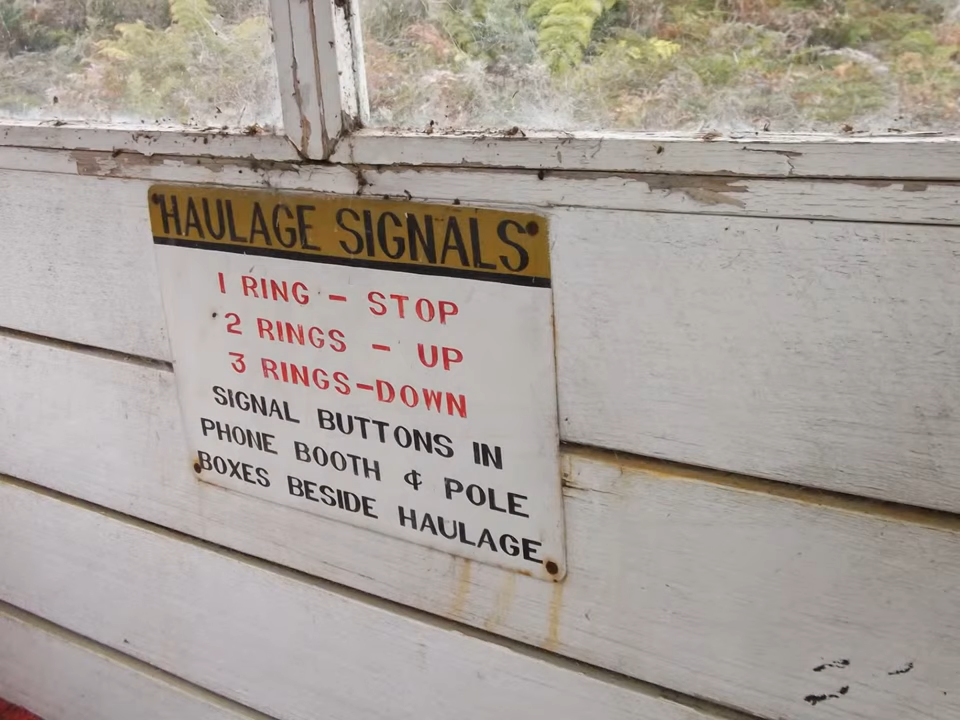 HAULAGE SIGNALS
1 RING - STOP
2 RINGS - UP
3 RINGS-DOWN
SIGNAL BUTTONS IN
PHONE BOOTH & POLE
BOXES BESIDE HAULAGE